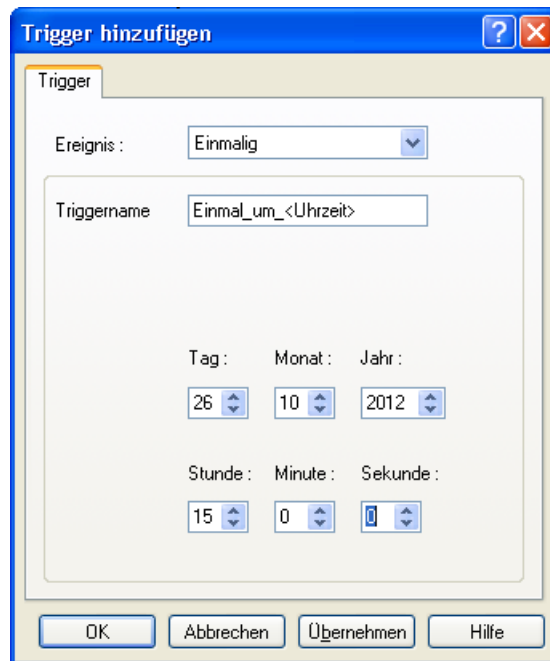 Trigger hinzufügen
Trigger
Ereignis : Einmalig
Triggername Einmal_um_<Uhrzeit>
Tag : Monat : Jahr :
26 10 2012
Stunde : Minute : Sekunde :
15 0 0
OK Abbrechen Übernehmen Hilfe